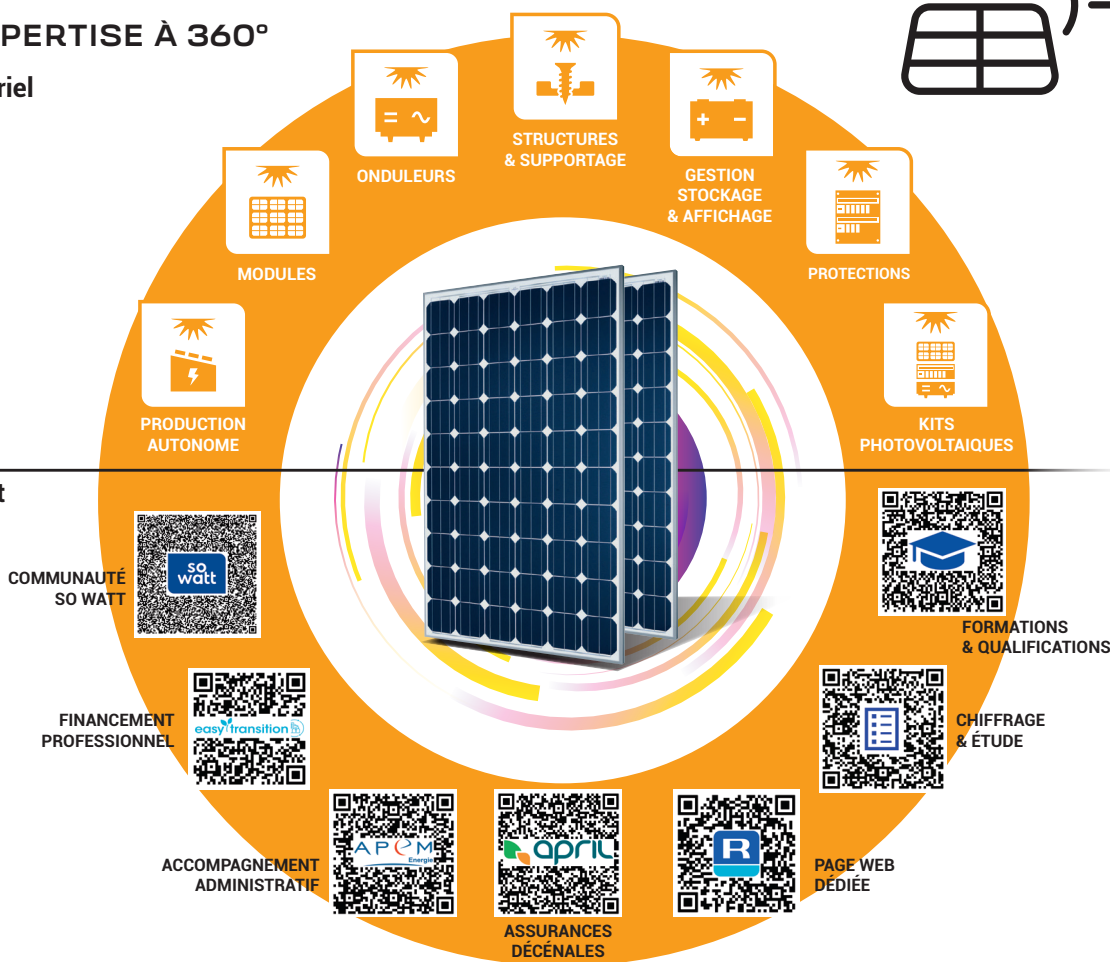 PERTISE À 360°
riel
STRUCTURES
& SUPPORTAGE
ONDULEURS
GESTION
STOCKAGE
& AFFICHAGE
MODULES
PROTECTIONS
PRODUCTION
AUTONOME
KITS
PHOTOVOLTAIQUES
t
so
watt
COMMUNAUTÉ
SO WATT
FORMATIONS
& QUALIFICATIONS
easy transition
FINANCEMENT
PROFESSIONNEL
CHIFFRAGE
& ÉTUDE
APEM
Energie
ACCOMPAGNEMENT
ADMINISTRATIF
april
ASSURANCES
DÉCÉNALES
R
PAGE WEB
DÉDIÉE